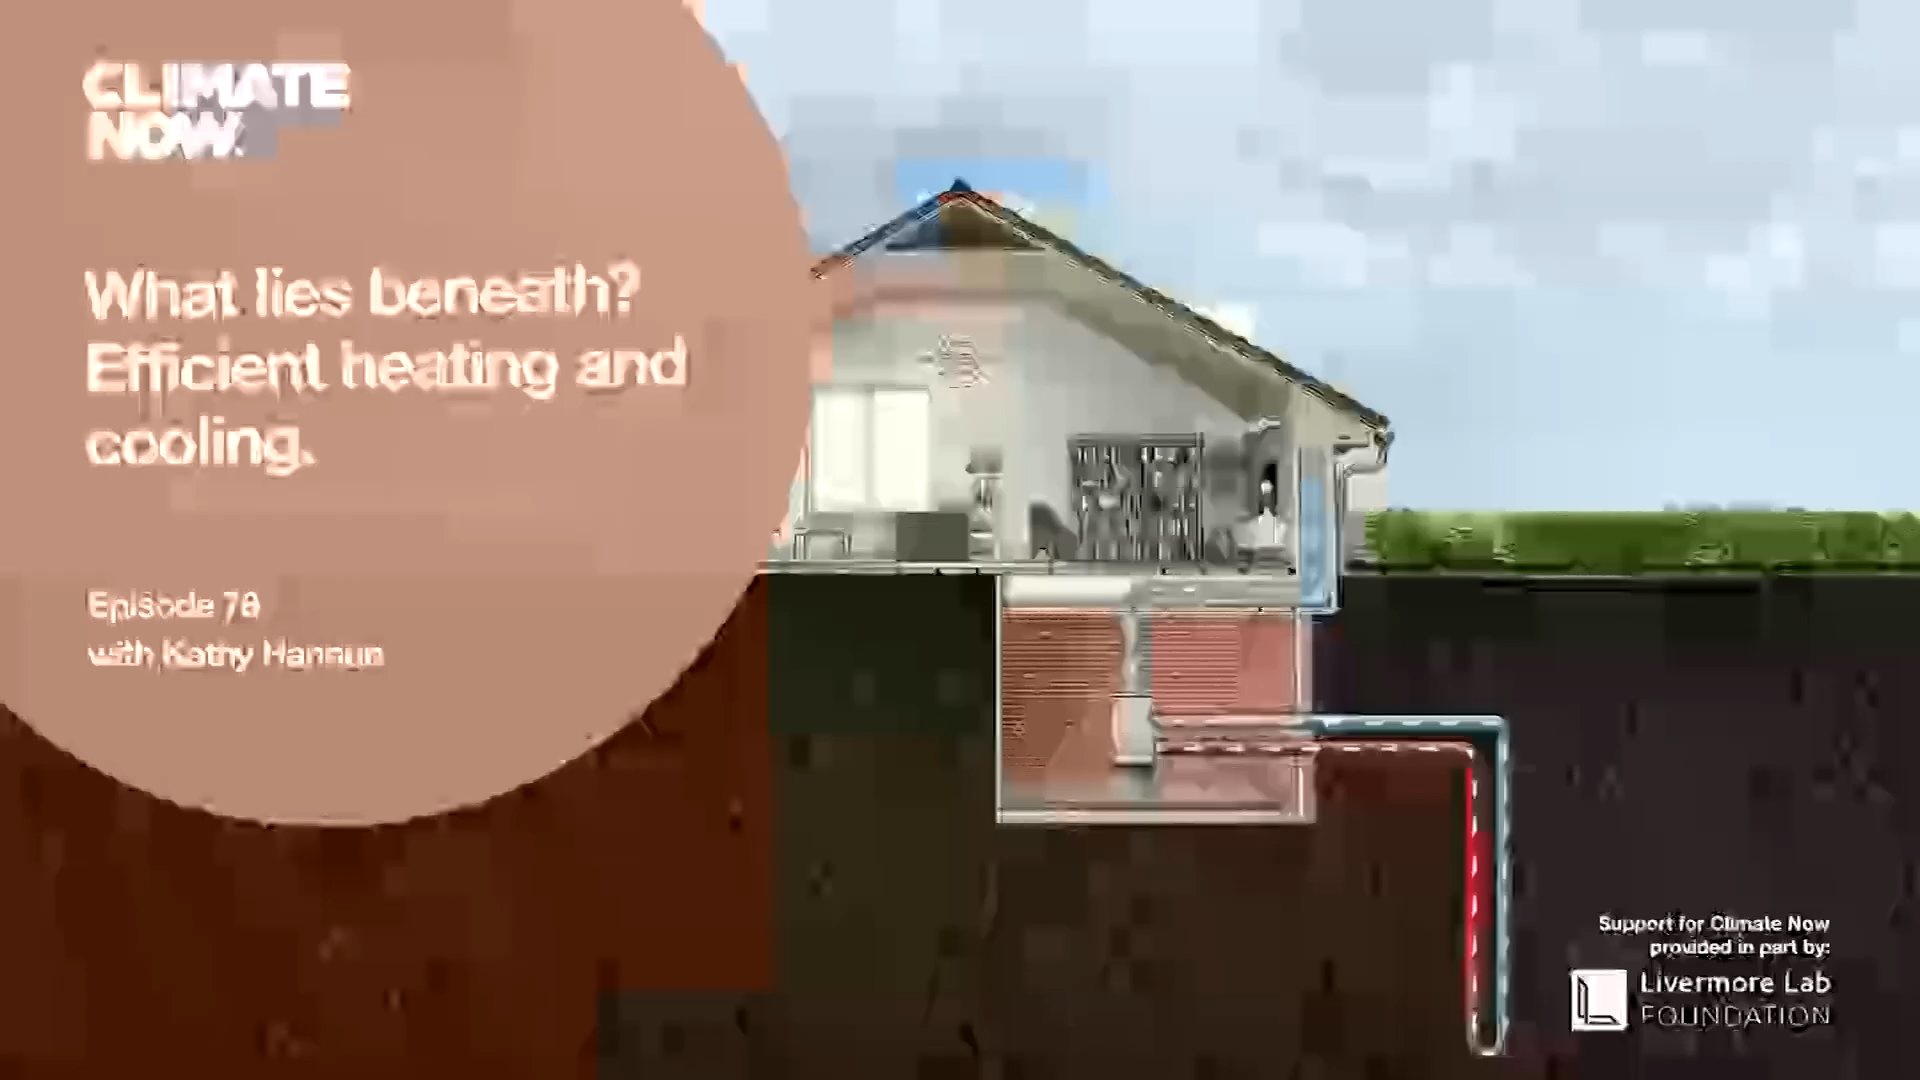 CLIMATE
NOW.
What lies beneath?
Efficient heating and
cooling.
Episode
with Kathy Hannun
Support for Climate Now
provided in part by:
Livermore Lab
FOUNDATION